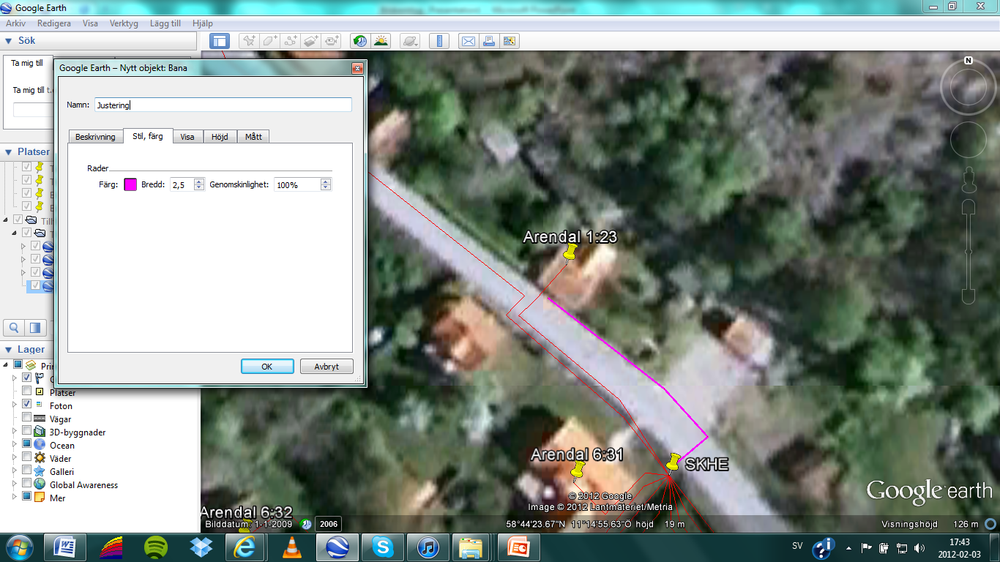 Google Earth
Arkiv Redigera Visa Verktyg Lägg till Hjälp
Sök
Ta mig till
Ta mig till
Google Earth – Nytt objekt: Bana
Namn: Justering
Beskrivning Stil, färg Visa Höjd Mått
Rader
Färg: Bredd: 2,5 Genomskinlighet: 100%
OK Avbryt
Platser
Lager
Platser
Foton
Vägar
3D-byggnader
Ocean
Väder
Galleri
Global Awareness
Mer
N
Arendal 1:23
Arendal 6:31
SKHE
Arendal 6:32
© 2012 Google
Image © 2012 Lantmäteriet/Metria
Google earth
Bilddatum: 1-1-2009 2006 58°44'23.67"N 11°14'55.63"Ö höjd 19 m Visningshöjd 126 m
SV
17:43
2012-02-03